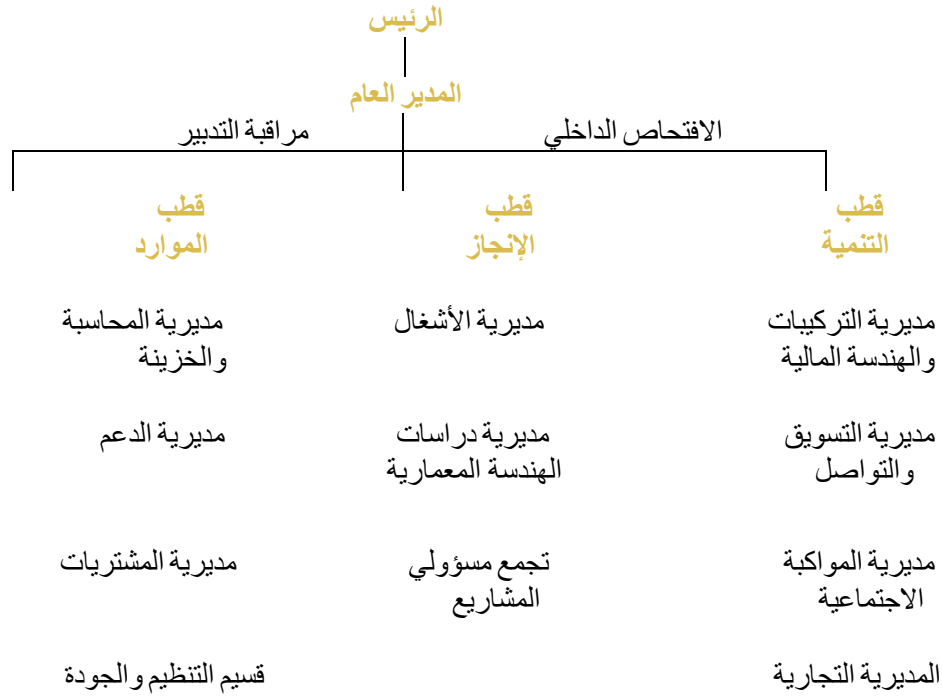 الرئيس
المدير العام
الافتحاص الداخلي
مراقبة التدبير
قطب
التنمية
قطب
الإنجاز
قطب
الموارد
مديرية التركيبات
والهندسة المالية
مديرية الأشغال
مديرية المحاسبة
والخزينة
مديرية التسويق
والتواصل
مديرية دراسات
الهندسة المعمارية
مديرية الدعم
مديرية المواكبة
الاجتماعية
تجمع مسؤولي
المشاريع
مديرية المشتريات
المديرية التجارية
قسيم التنظيم والجودة